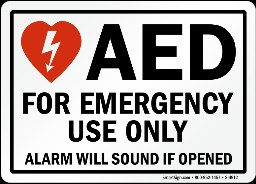 AED
FOR EMERGENCY
USE ONLY
ALARM WILL SOUND IF OPENED